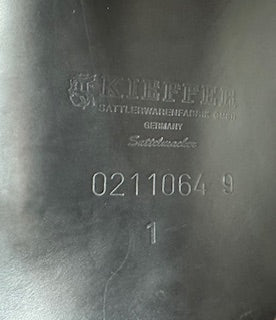 KIEFFER
SATTLERWARENFABRIK GMBH
GERMANY
Sattelmacher
0211064 9
1